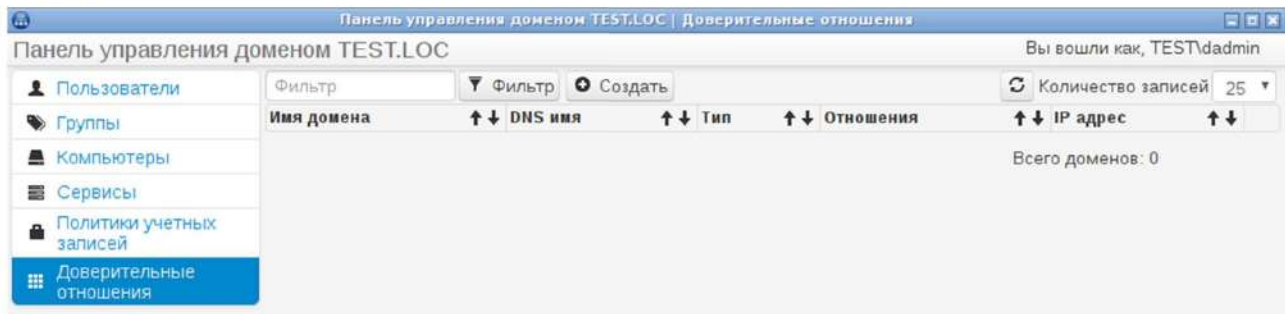 Панель управления доменом TEST.LOC | Доверительные отношения
Панель управления доменом TEST.LOC
Вы вошли как, TEST\dadmin
Пользователи
Группы
Компьютеры
Сервисы
Политики учетных
записей
Доверительные
отношения
Фильтр Фильтр Создать Количество записей 25
Имя домена DNS имя Тип Отношения IP адрес
Всего доменов: 0